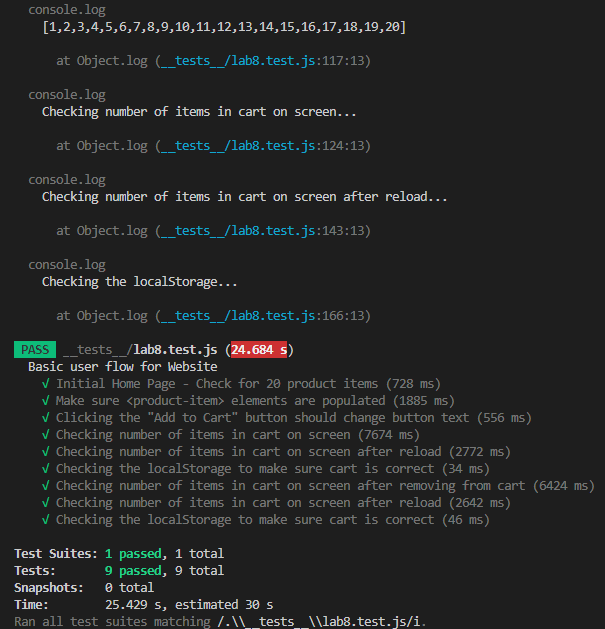 console.log
[1,2,3,4,5,6,7,8,9,10,11,12,13,14,15,16,17,18,19,20]
at Object.log (__tests__/lab8.test.js:117:13)
console.log
Checking number of items in cart on screen...
at Object.log (__tests__/lab8.test.js:124:13)
console.log
Checking number of items in cart on screen after reload...
at Object.log (__tests__/lab8.test.js:143:13)
console.log
Checking the localStorage...
at Object.log (__tests__/lab8.test.js:166:13)
PASS __tests__/lab8.test.js (24.684 s)
Basic user flow for Website
√ Initial Home Page - Check for 20 product items (728 ms)
√ Make sure <product-item> elements are populated (1885 ms)
√ Clicking the "Add to Cart" button should change button text (556 ms)
√ Checking number of items in cart on screen (7674 ms)
√ Checking number of items in cart on screen after reload (2772 ms)
√ Checking the localStorage to make sure cart is correct (34 ms)
√ Checking number of items in cart on screen after removing from cart (6424 ms)
√ Checking number of items in cart on screen after reload (2642 ms)
√ Checking the localStorage to make sure cart is correct (46 ms)
Test Suites: 1 passed, 1 total
Tests: 9 passed, 9 total
Snapshots: 0 total
Time: 25.429 s, estimated 30 s
Ran all test suites matching /.\\__tests__\\lab8.test.js/i.